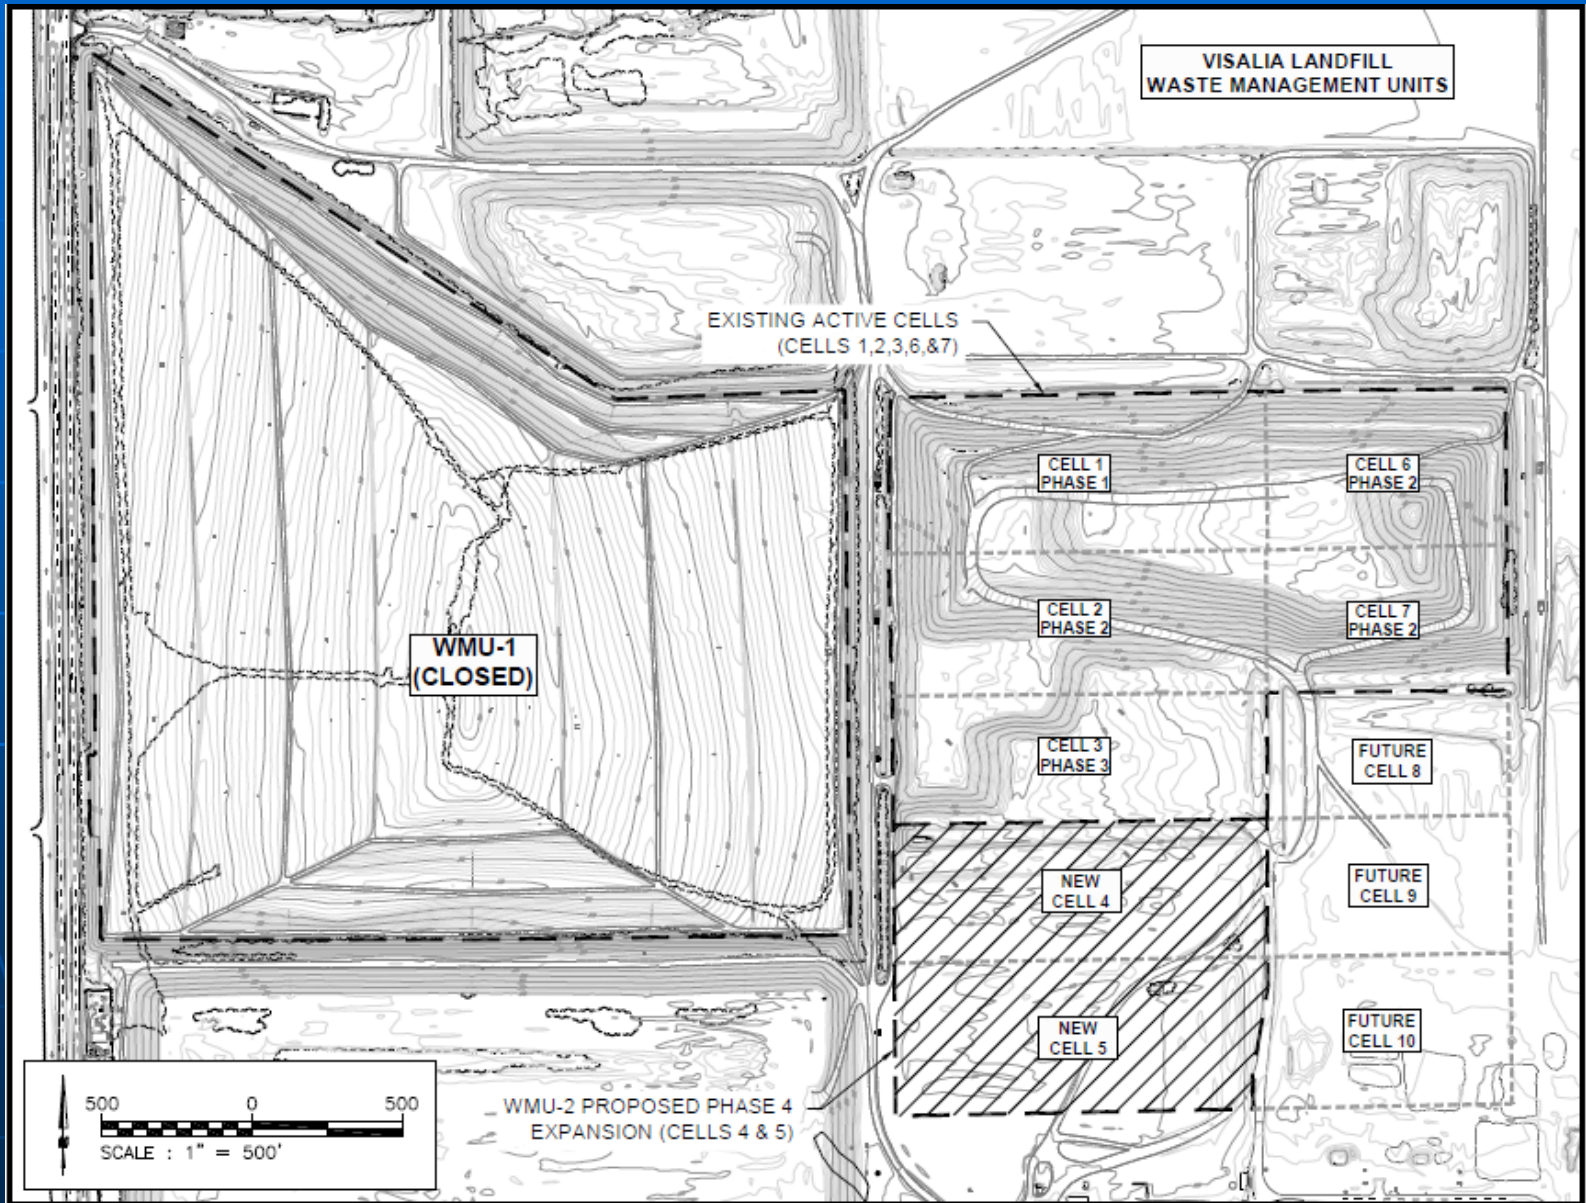 VISALIA LANDFILL
WASTE MANAGEMENT UNITS
EXISTING ACTIVE CELLS
(CELLS 1,2,3,6,&7)
CELL 1
PHASE 1
CELL 6
PHASE 2
CELL 2
PHASE 2
CELL 7
PHASE 2
WMU-1
(CLOSED)
CELL 3
PHASE 3
FUTURE
CELL 8
NEW
CELL 4
FUTURE
CELL 9
NEW
CELL 5
FUTURE
CELL 10
WMU-2 PROPOSED PHASE 4
EXPANSION (CELLS 4 & 5)
500 0 500
SCALE : 1" = 500'